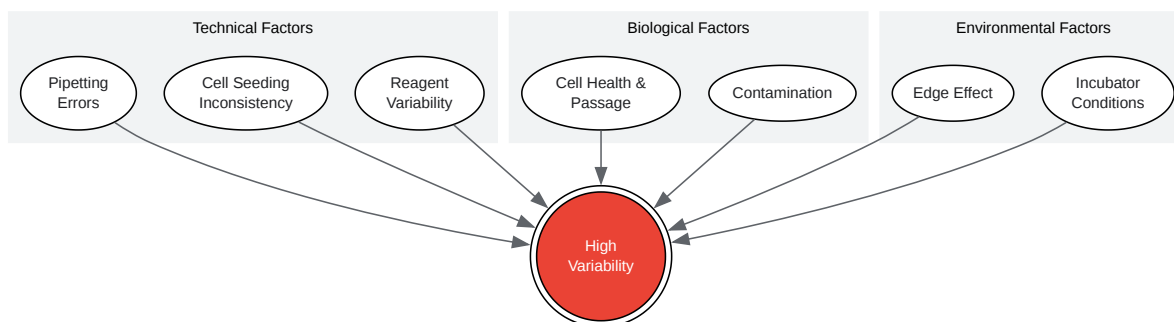 Technical Factors
Biological Factors
Environmental Factors
Pipetting
Errors
Cell Seeding
Inconsistency
Reagent
Variability
Cell Health &
Passage
Contamination
Edge Effect
Incubator
Conditions
High
Variability